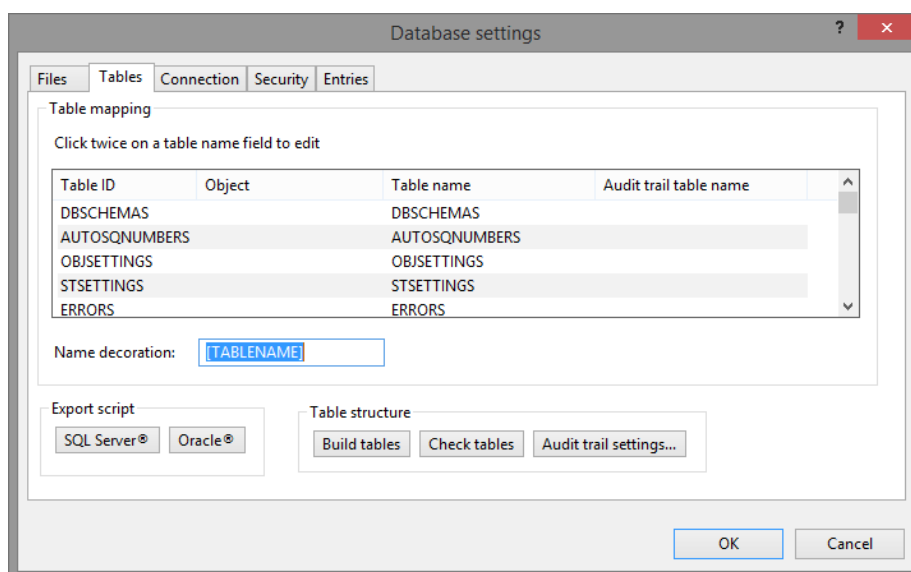 Database settings
?
Files Tables Connection Security Entries
Table mapping
Click twice on a table name field to edit
Table ID Object Table name Audit trail table name
DBSCHEMAS DBSCHEMAS
AUTOSQNUMBERS AUTOSQNUMBERS
OBJSETTINGS OBJSETTINGS
STSETTINGS STSETTINGS
ERRORS ERRORS
Name decoration: [TABLENAME]
Export script Table structure
SQL Server® Oracle® Build tables Check tables Audit trail settings...
OK Cancel